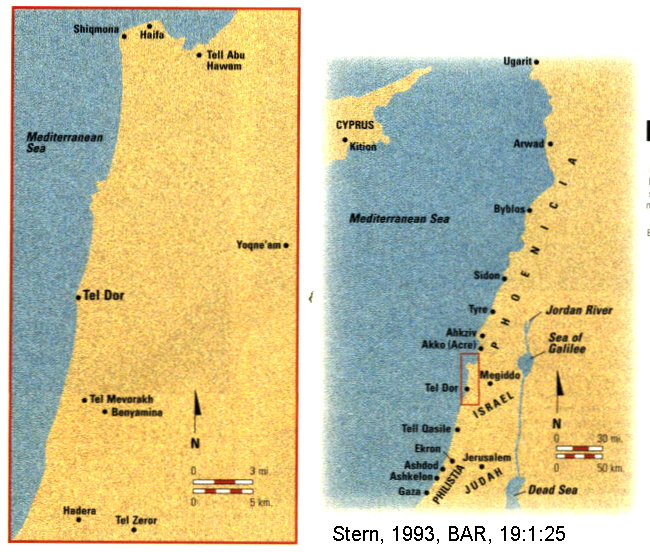 Shiqmona
Haifa
Tell Abu
Hawam
Mediterranean
Sea
Yoqne'am
Tel Dor
Tel Mevorakh
Benyamina
N
0 3 mi.
0 5 km.
Hadera
Tel Zeror
Ugarit
CYPRUS
Kition
Arwad
Byblos
Mediterranean Sea
PHOENICIA
Sidon
Tyre
Jordan River
Ahkziv
Akko (Acre)
Sea of
Galilee
Megiddo
Tel Dor
ISRAEL
N
Tell Qasile
0 30 mi.
0 50 km.
Ekron
Jerusalem
Ashdod
Ashkelon
JUDAH
PHILISTIA
Gaza
Dead Sea
Stern, 1993, BAR, 19:1:25